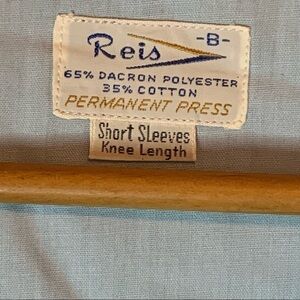 Reis -B-
65% DACRON POLYESTER
35% COTTON
PERMANENT PRESS
Short Sleeves
Knee Length